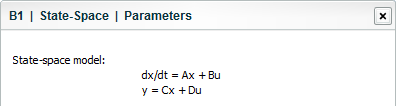 B1 | State-Space | Parameters
State-space model:
dx/dt = Ax + Bu
y = Cx + Du